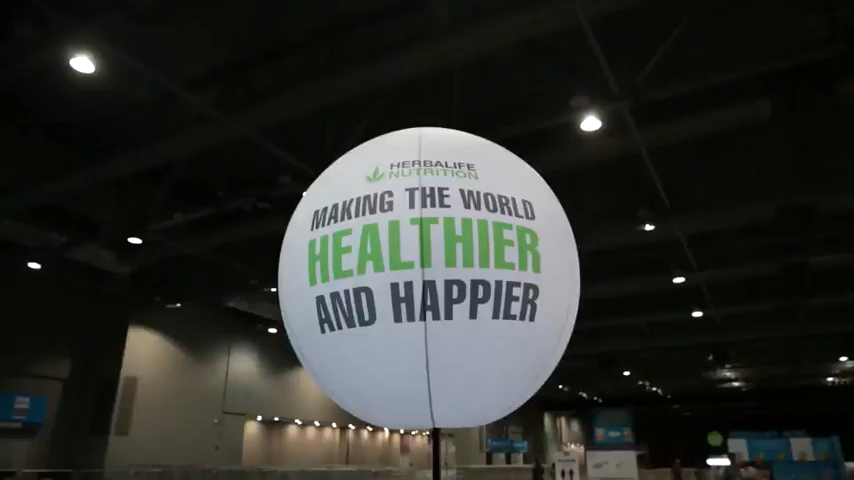 HERBALIFE
NUTRITION
MAKING THE WORLD
HEALTHIER
AND HAPPIER